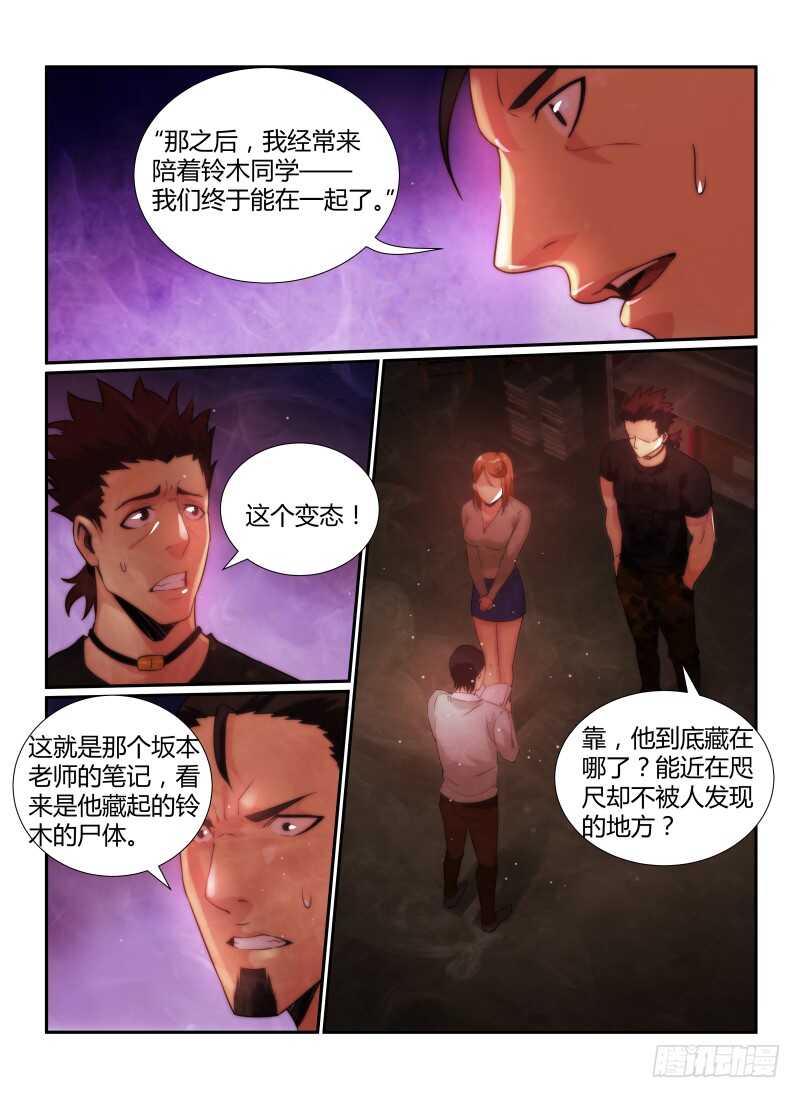 “那之后，我经常来
陪着铃木同学——
我们终于能在一起了。”
这个变态！
这就是那个坂本
老师的笔记，看
来是他藏起的铃
木的尸体。
靠，他到底藏在
哪了？能近在咫
尺却不被人发现
的地方？
腾讯动漫